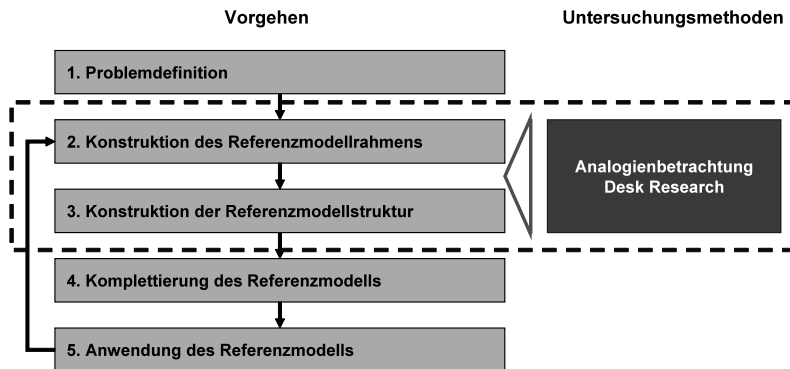 Vorgehen
Untersuchungsmethoden
1. Problemdefinition
2. Konstruktion des Referenzmodellrahmens
3. Konstruktion der Referenzmodellstruktur
Analogienbetrachtung
Desk Research
4. Komplettierung des Referenzmodells
5. Anwendung des Referenzmodells